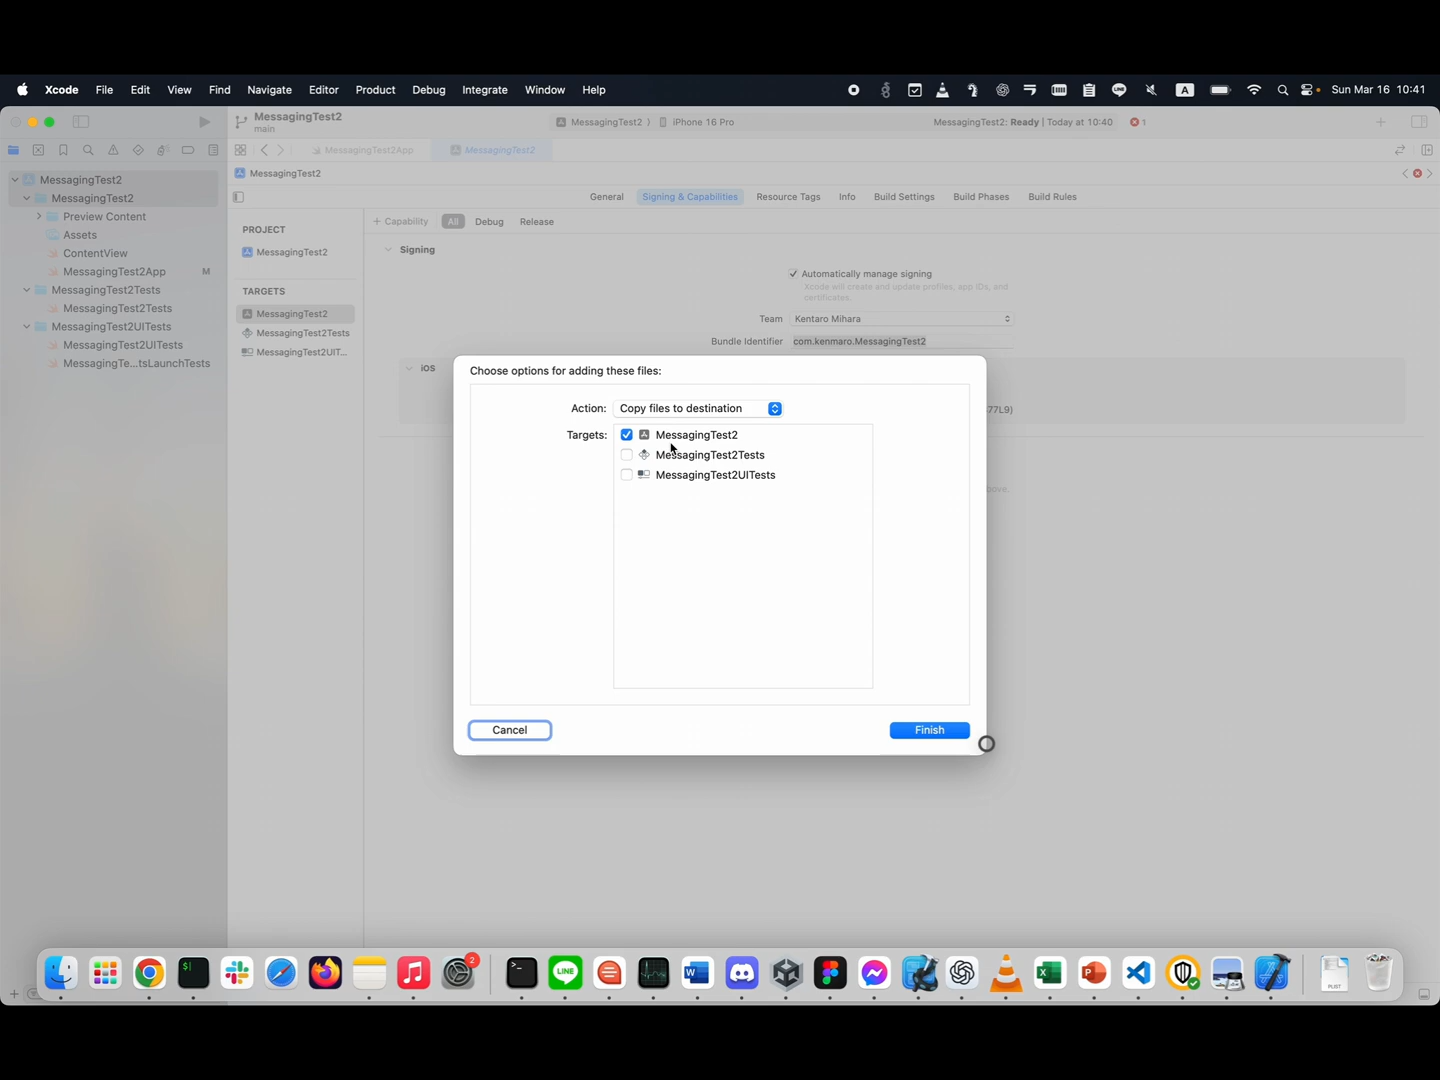 Xcode File Edit View Find Navigate Editor Product Debug Integrate Window Help A Sun Mar 16 10:41
MessagingTest2
main
MessagingTest2 〉 iPhone 16 Pro
MessagingTest2: Ready | Today at 10:40
1
MessagingTest2App
MessagingTest2
MessagingTest2
General Signing & Capabilities Resource Tags Info Build Settings Build Phases Build Rules
+ Capability All Debug Release
MessagingTest2
MessagingTest2
Preview Content
Assets
ContentView
MessagingTest2App M
MessagingTest2Tests
MessagingTest2Tests
MessagingTest2UITests
MessagingTest2UITests
MessagingTe...tsLaunchTests
PROJECT
MessagingTest2
TARGETS
MessagingTest2
MessagingTest2Tests
MessagingTest2UIT...
Signing
Automatically manage signing
Xcode will create and update profiles, app IDs, and
certificates.
Team Kentaro Mihara
Bundle Identifier com.kenmaro.MessagingTest2
iOS
77L9)
bove.
Choose options for adding these files:
Action: Copy files to destination
Targets: MessagingTest2
MessagingTest2Tests
MessagingTest2UITests
Cancel Finish
2
LINE